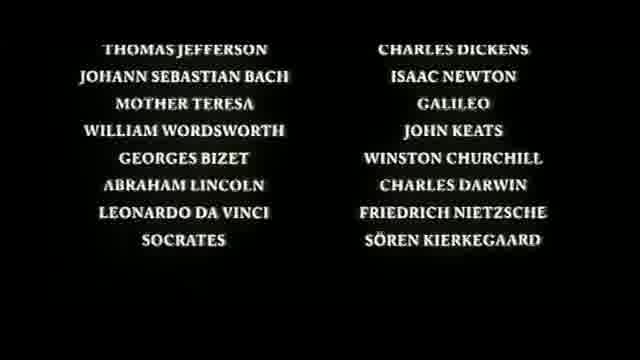 THOMAS JEFFERSON CHARLES DICKENS
JOHANN SEBASTIAN BACH ISAAC NEWTON
MOTHER TERESA GALILEO
WILLIAM WORDSWORTH JOHN KEATS
GEORGES BIZET WINSTON CHURCHILL
ABRAHAM LINCOLN CHARLES DARWIN
LEONARDO DA VINCI FRIEDRICH NIETZSCHE
SOCRATES SÖREN KIERKEGAARD